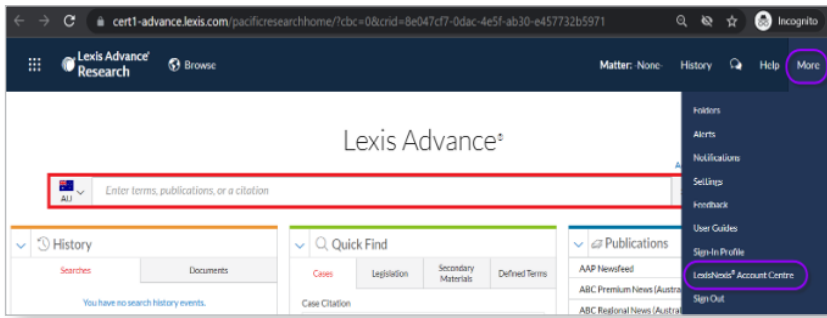 cert1-advance.lexis.com/pacificresearchhome/?cbc=0&crid=8e047cf7-0dac-4e5f-ab30-e457732b5971
Incognito
Lexis Advance®
Research
Browse
Matter: -None-
History
Help
More
Folders
Alerts
Notifications
Settings
Feedback
User Guides
Sign-In Profile
LexisNexis® Account Centre
Sign Out
Lexis Advance®
A
AU
Enter terms, publications, or a citation
History
Searches
Documents
You have no search history events.
Quick Find
Cases
Legislation
Secondary
Materials
Defined Terms
Case Citation
Publications
AAP Newsfeed
ABC Premium News (Austra
ABC Regional News (Austral